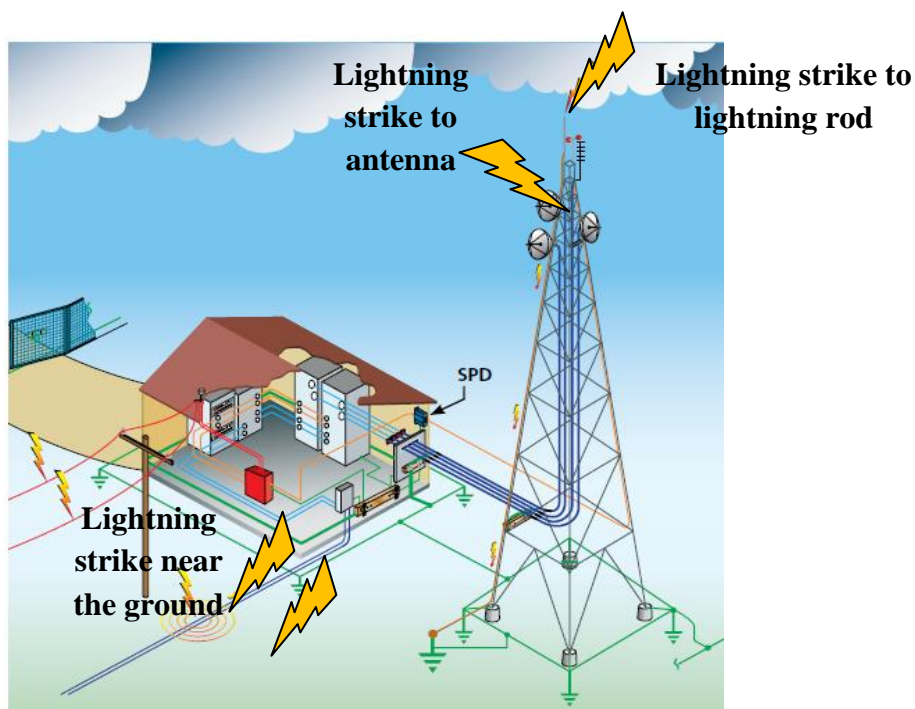 Lightning
strike to
antenna
Lightning strike to
lightning rod
SPD
Lightning
strike near
the ground